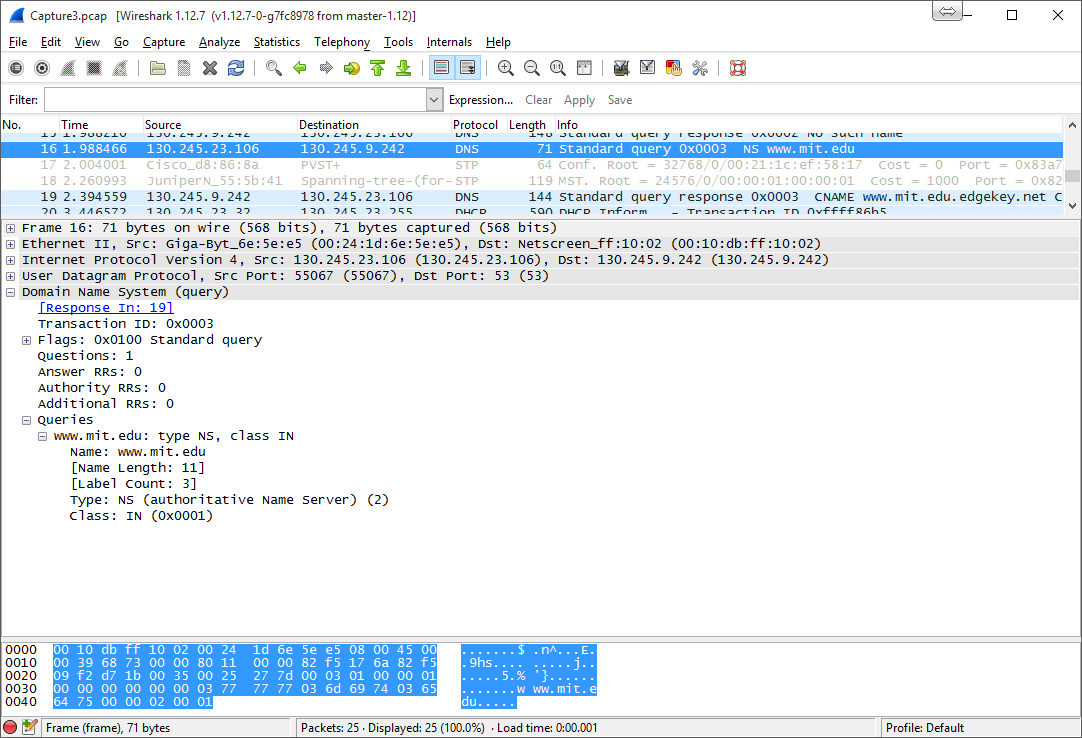 Capture3.pcap [Wireshark 1.12.7 (v1.12.7-0-g7fc8978 from master-1.12)]
File Edit View Go Capture Analyze Statistics Telephony Tools Internals Help
Filter: Expression... Clear Apply Save
No. Time Source Destination Protocol Length Info
15 1.988210 130.245.9.242 130.245.23.106 DNS 148 Standard query response 0x0002 No such name
16 1.988466 130.245.23.106 130.245.9.242 DNS 71 Standard query 0x0003 NS www.mit.edu
17 2.004001 Cisco_d8:86:8a PVST+ STP 64 Conf. Root = 32768/0/00:21:1c:ef:58:17 Cost = 0 Port = 0x83a7
18 2.260993 JuniperN_55:5b:41 Spanning-tree-(for- STP 119 MST. Root = 24576/0/00:00:01:00:00:01 Cost = 1000 Port = 0x82
19 2.394559 130.245.9.242 130.245.23.106 DNS 144 Standard query response 0x0003 CNAME www.mit.edu.edgekey.net C
20 3.446572 130.245.23.32 130.245.23.255 DHCP 590 DHCP Inform - Transaction ID 0xffff86b5
Frame 16: 71 bytes on wire (568 bits), 71 bytes captured (568 bits)
Ethernet II, Src: Giga-Byt_6e:5e:e5 (00:24:1d:6e:5e:e5), Dst: Netscreen_ff:10:02 (00:10:db:ff:10:02)
Internet Protocol Version 4, Src: 130.245.23.106 (130.245.23.106), Dst: 130.245.9.242 (130.245.9.242)
User Datagram Protocol, Src Port: 55067 (55067), Dst Port: 53 (53)
Domain Name System (query)
[Response In: 19]
Transaction ID: 0x0003
Flags: 0x0100 Standard query
Questions: 1
Answer RRs: 0
Authority RRs: 0
Additional RRs: 0
Queries
www.mit.edu: type NS, class IN
Name: www.mit.edu
[Name Length: 11]
[Label Count: 3]
Type: NS (authoritative Name Server) (2)
Class: IN (0x0001)
0000 00 10 db ff 10 02 00 24 1d 6e 5e e5 08 00 45 00 .......$ .n^...E.
0010 00 39 68 73 00 00 80 11 00 00 82 f5 17 6a 82 f5 .9hs.... .....j..
0020 09 f2 d7 1b 00 35 00 25 27 7d 00 03 01 00 00 01 .....5.% '}......
0030 00 00 00 00 00 00 03 77 77 77 03 6d 69 74 03 65 .......w ww.mit.e
0040 64 75 00 00 02 00 01 du.....
Frame (frame), 71 bytes Packets: 25 · Displayed: 25 (100.0%) · Load time: 0:00.001 Profile: Default